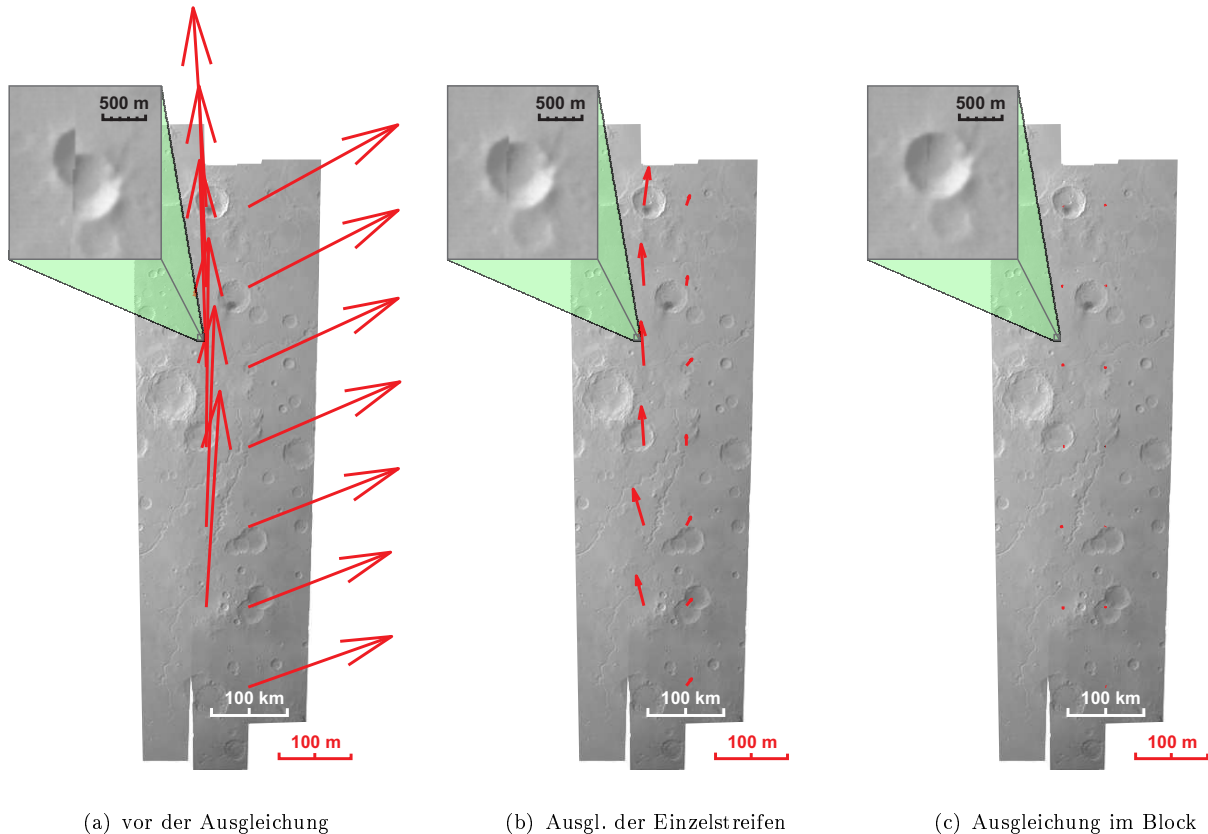 500 m
500 m
500 m
100 km
100 km
100 km
100 m
100 m
100 m
(a) vor der Ausgleichung
(b) Ausgl. der Einzelstreifen
(c) Ausgleichung im Block